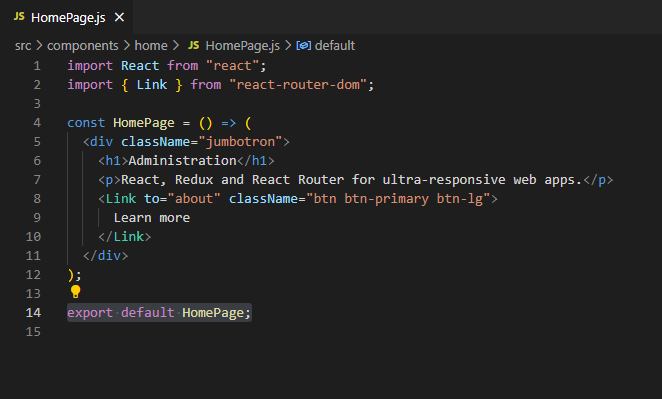 JS HomePage.js ×
src > components > home > JS HomePage.js > default
1 import React from "react";
2 import { Link } from "react-router-dom";
3
4 const HomePage = () => (
5   <div className="jumbotron">
6     <h1>Administration</h1>
7     <p>React, Redux and React Router for ultra-responsive web apps.</p>
8     <Link to="about" className="btn btn-primary btn-lg">
9       Learn more
10     </Link>
11   </div>
12 );
13
14 export default HomePage;
15